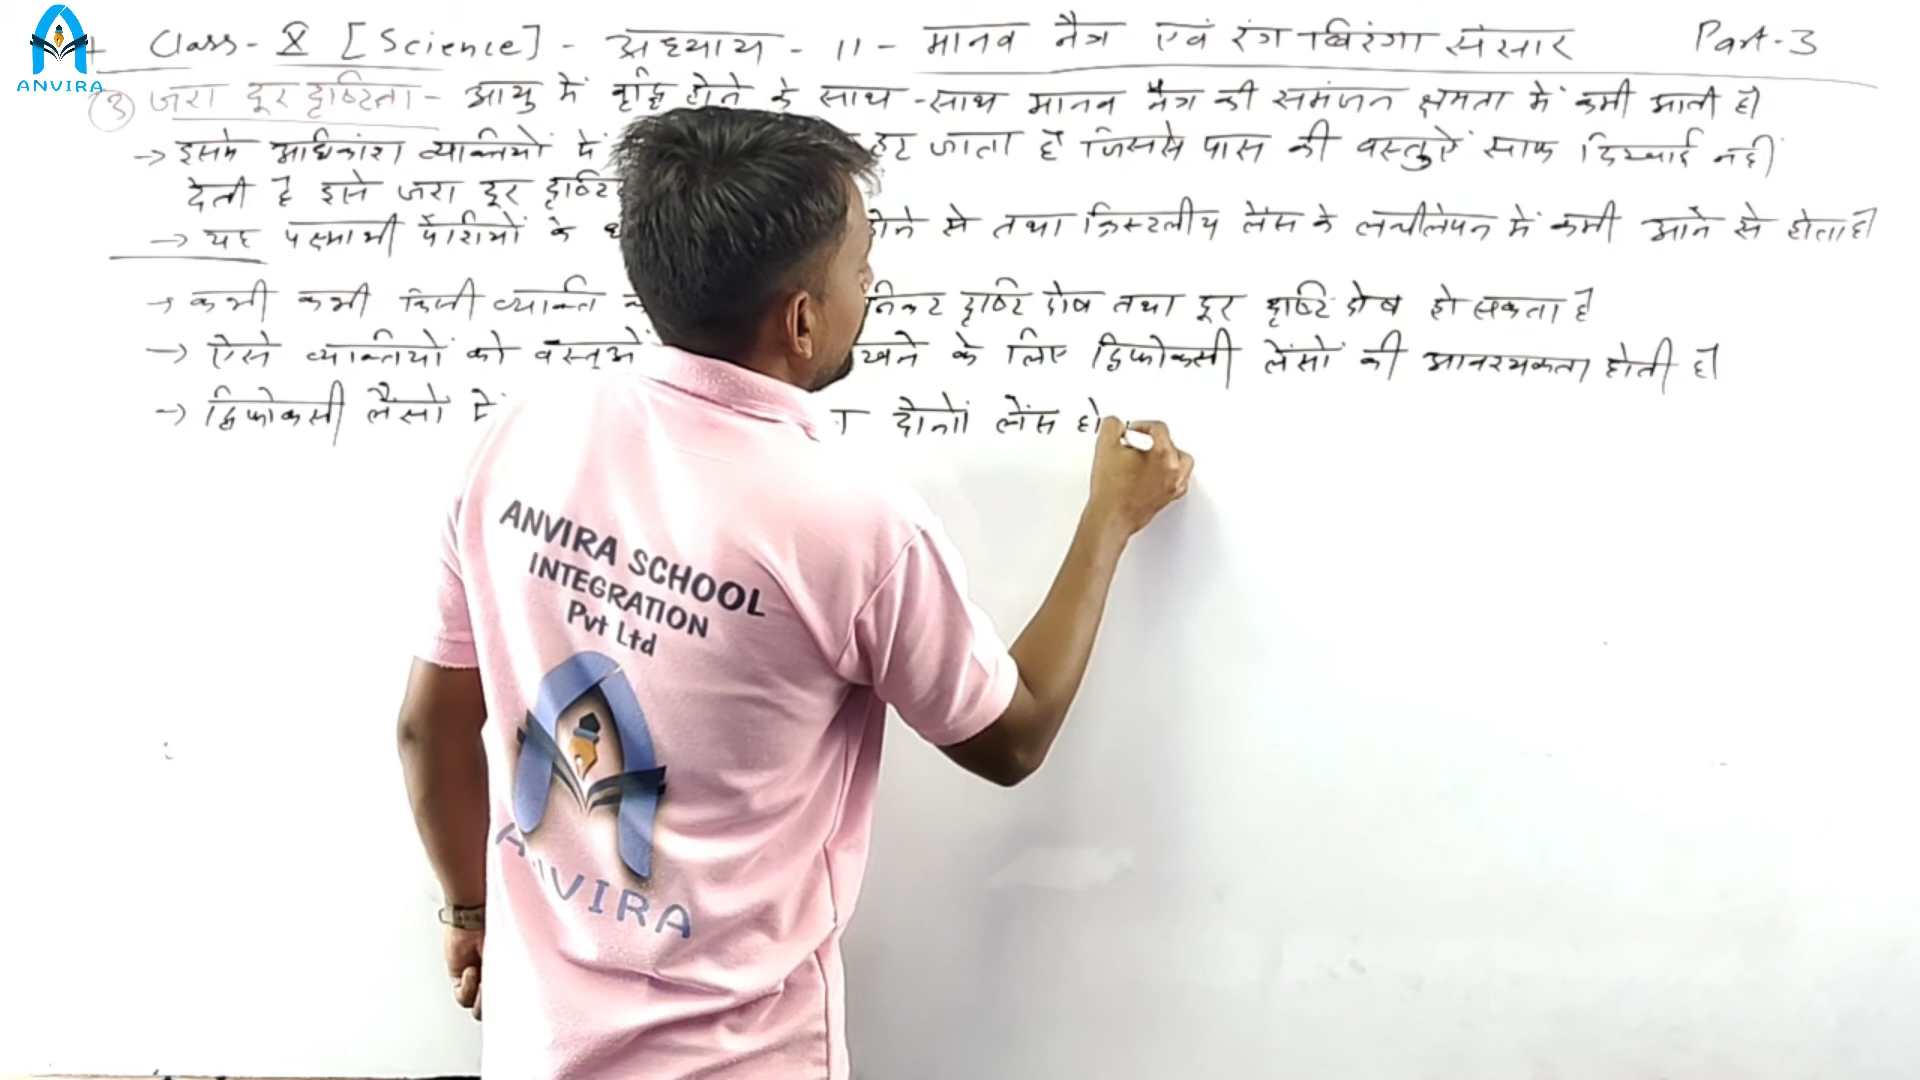 ANVIRA
Class - X [Science] - अध्याय - 11 - मानव नैत्र एवं रंग बिरंगा संसार Part-3
(3) जरा दूर दृष्टिता - आयु में वृद्धि होते के साथ-साथ मानव नैत्र की समंजन क्षमता में कमी आती है
→ इसमे अधिकांश व्यक्तियों में हट जाता है जिससे पास की वस्तुऐं साफ दिखाई नही
देती है इसे जरा दूर
→ यह पक्ष्माभी पेशियों के होने से तथा क्रिस्टलीय लेंस के लचीलेपन में कमी आने से होता है
→ कभी कभी किसी व्यक्ति निकट दृष्टि दोष तथा दूर दृष्टि दोष हो सकता है
→ ऐसे व्यक्तियों को वस्तुओं के लिए द्विफोकसी लेंसों की आवश्यकता होती है
→ द्विफोकसी लेंसो दोनों लेंस हो
ANVIRA SCHOOL
INTEGRATION
Pvt Ltd
ANVIRA